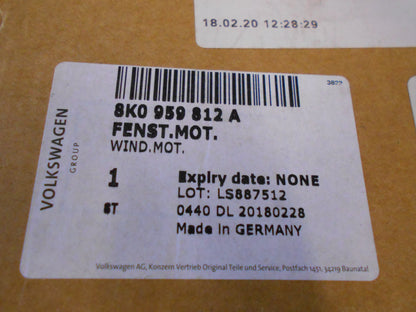 18.02.20 12:28:29
3822
VOLKSWAGEN
GROUP
8K0 959 812 A
FENST.MOT.
WIND.MOT.
1 Expiry date: NONE
LOT: LS887512
ST 0440 DL 20180228
Made in GERMANY
Volkswagen AG, Konzern Vertrieb Original Teile und Service, Postfach 1451, 34219 Baunatal